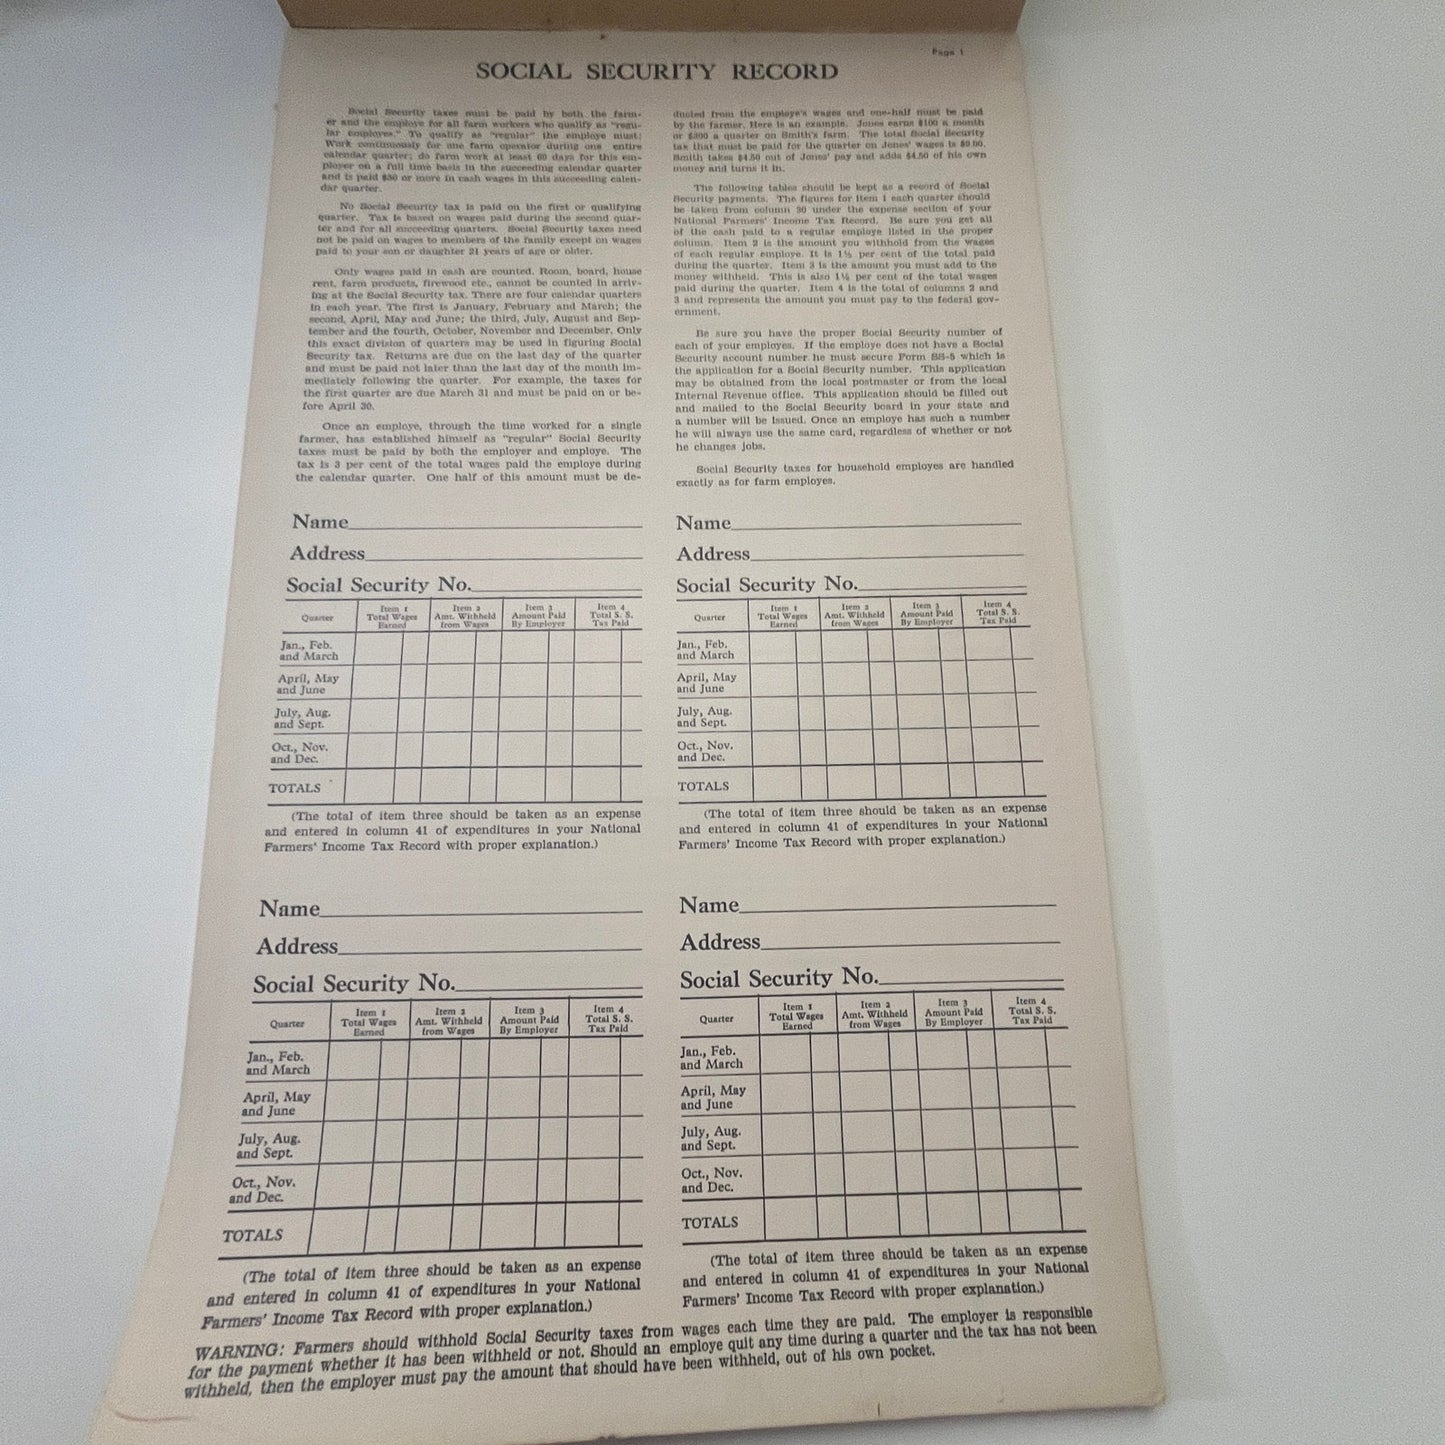 Page 1
SOCIAL SECURITY RECORD
Social Security taxes must be paid by both the farm-
er and the employe for all farm workers who qualify as "regu-
lar employes." To qualify as "regular" the employe must:
Work continuously for one farm operator during one entire
calendar quarter; do farm work at least 60 days for this em-
ployer on a full time basis in the succeeding calendar quarter
and is paid $50 or more in cash wages in this succeeding calen-
dar quarter.
No Social Security tax is paid on the first or qualifying
quarter. Tax is based on wages paid during the second quar-
ter and for all succeeding quarters. Social Security taxes need
not be paid on wages to members of the family except on wages
paid to your son or daughter 21 years of age or older.
Only wages paid in cash are counted. Room, board, house
rent, farm products, firewood etc., cannot be counted in arriv-
ing at the Social Security tax. There are four calendar quarters
in each year. The first is January, February and March; the
second, April, May and June; the third, July, August and Sep-
tember and the fourth, October, November and December. Only
this exact division of quarters may be used in figuring Social
Security tax. Returns are due on the last day of the quarter
and must be paid not later than the last day of the month im-
mediately following the quarter. For example, the taxes for
the first quarter are due March 31 and must be paid on or be-
fore April 30.
Once an employe, through the time worked for a single
farmer, has established himself as "regular" Social Security
taxes must be paid by both the employer and employe. The
tax is 3 per cent of the total wages paid the employe during
the calendar quarter. One half of this amount must be de-
ducted from the employe's wages and one-half must be paid
by the farmer. Here is an example. Jones earns $100 a month
or $300 a quarter on Smith's farm. The total Social Security
tax that must be paid for the quarter on Jones' wages is $9.00.
Smith takes $4.50 out of Jones' pay and adds $4.50 of his own
money and turns it in.
The following tables should be kept as a record of Social
Security payments. The figures for Item 1 each quarter should
be taken from column 30 under the expense section of your
National Farmers' Income Tax Record. Be sure you get all
of the cash paid to a regular employe listed in the proper
column. Item 2 is the amount you withhold from the wages
of each regular employe. It is 1½ per cent of the total paid
during the quarter. Item 3 is the amount you must add to the
money withheld. This is also 1½ per cent of the total wages
paid during the quarter. Item 4 is the total of columns 2 and
3 and represents the amount you must pay to the federal gov-
ernment.
Be sure you have the proper Social Security number of
each of your employes. If the employe does not have a Social
Security account number he must secure Form SS-5 which is
the application for a Social Security number. This application
may be obtained from the local postmaster or from the local
Internal Revenue office. This application should be filled out
and mailed to the Social Security board in your state and
a number will be issued. Once an employe has such a number
he will always use the same card, regardless of whether or not
he changes jobs.
Social Security taxes for household employes are handled
exactly as for farm employes.
Name
Address
Social Security No.
Quarter Item 1 Total Wages Earned Item 2 Amt. Withheld from Wages Item 3 Amount Paid By Employer Item 4 Total S. S. Tax Paid
Jan., Feb.
and March
April, May
and June
July, Aug.
and Sept.
Oct., Nov.
and Dec.
TOTALS
(The total of item three should be taken as an expense
and entered in column 41 of expenditures in your National
Farmers' Income Tax Record with proper explanation.)
Name
Address
Social Security No.
Quarter Item 1 Total Wages Earned Item 2 Amt. Withheld from Wages Item 3 Amount Paid By Employer Item 4 Total S. S. Tax Paid
Jan., Feb.
and March
April, May
and June
July, Aug.
and Sept.
Oct., Nov.
and Dec.
TOTALS
(The total of item three should be taken as an expense
and entered in column 41 of expenditures in your National
Farmers' Income Tax Record with proper explanation.)
Name
Address
Social Security No.
Quarter Item 1 Total Wages Earned Item 2 Amt. Withheld from Wages Item 3 Amount Paid By Employer Item 4 Total S. S. Tax Paid
Jan., Feb.
and March
April, May
and June
July, Aug.
and Sept.
Oct., Nov.
and Dec.
TOTALS
(The total of item three should be taken as an expense
and entered in column 41 of expenditures in your National
Farmers' Income Tax Record with proper explanation.)
Name
Address
Social Security No.
Quarter Item 1 Total Wages Earned Item 2 Amt. Withheld from Wages Item 3 Amount Paid By Employer Item 4 Total S. S. Tax Paid
Jan., Feb.
and March
April, May
and June
July, Aug.
and Sept.
Oct., Nov.
and Dec.
TOTALS
(The total of item three should be taken as an expense
and entered in column 41 of expenditures in your National
Farmers' Income Tax Record with proper explanation.)
WARNING: Farmers should withhold Social Security taxes from wages each time they are paid. The employer is responsible
for the payment whether it has been withheld or not. Should an employe quit any time during a quarter and the tax has not been
withheld, then the employer must pay the amount that should have been withheld, out of his own pocket.